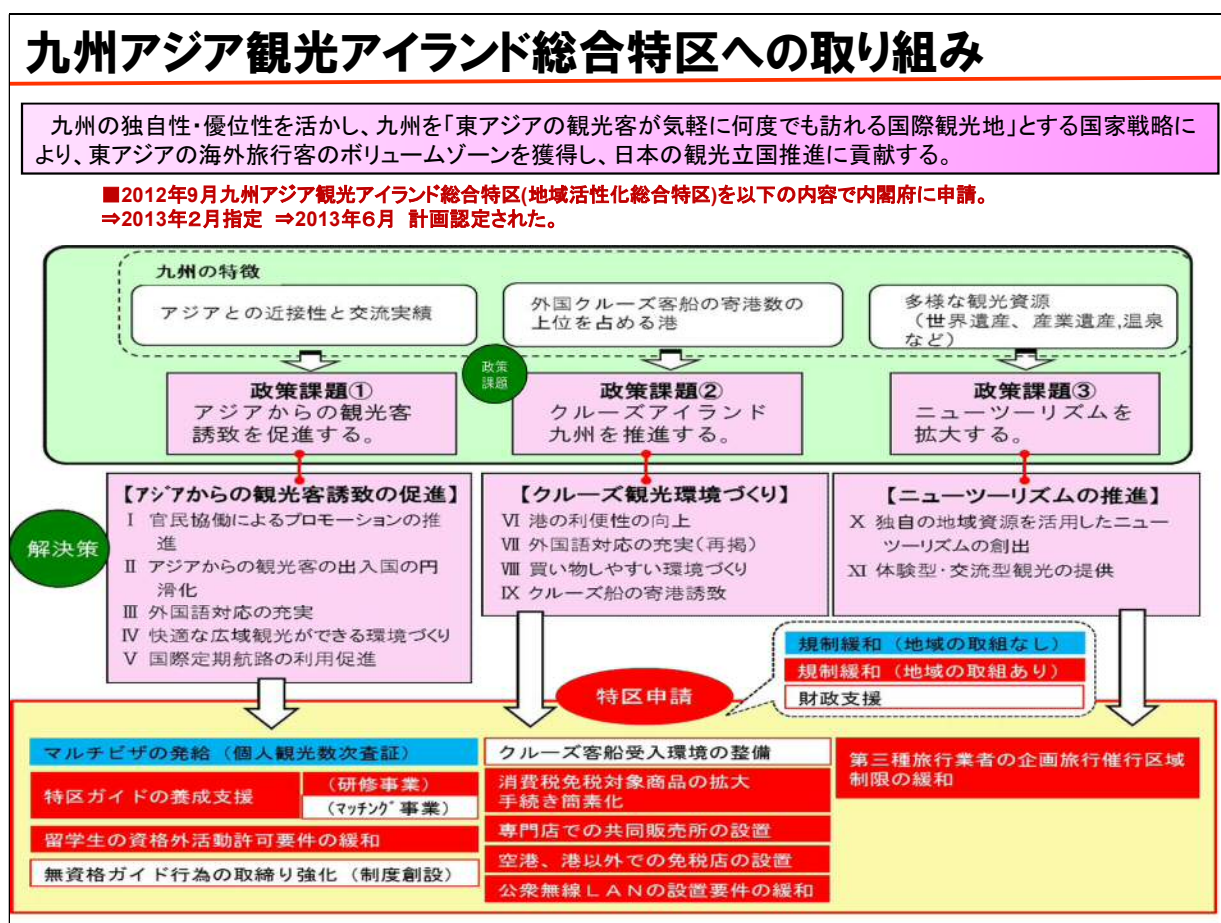 九州アジア観光アイランド総合特区への取り組み
九州の独自性・優位性を活かし、九州を「東アジアの観光客が気軽に何度でも訪れる国際観光地」とする国家戦略に
より、東アジアの海外旅行客のボリュームゾーンを獲得し、日本の観光立国推進に貢献する。
■2012年9月九州アジア観光アイランド総合特区(地域活性化総合特区)を以下の内容で内閣府に申請。
⇒2013年2月指定 ⇒2013年6月 計画認定された。
九州の特徴
アジアとの近接性と交流実績
外国クルーズ客船の寄港数の
上位を占める港
多様な観光資源
（世界遺産、産業遺産,温泉
など）
政策
課題
政策課題①
アジアからの観光客
誘致を促進する。
政策課題②
クルーズアイランド
九州を推進する。
政策課題③
ニューツーリズムを
拡大する。
解決策
【アジアからの観光客誘致の促進】
Ⅰ 官民協働によるプロモーションの推
進
Ⅱ アジアからの観光客の出入国の円
滑化
Ⅲ 外国語対応の充実
Ⅳ 快適な広域観光ができる環境づくり
Ⅴ 国際定期航路の利用促進
【クルーズ観光環境づくり】
Ⅵ 港の利便性の向上
Ⅶ 外国語対応の充実(再掲)
Ⅷ 買い物しやすい環境づくり
Ⅸ クルーズ船の寄港誘致
【ニューツーリズムの推進】
Ⅹ 独自の地域資源を活用したニュー
ツーリズムの創出
Ⅺ 体験型・交流型観光の提供
規制緩和（地域の取組なし）
規制緩和（地域の取組あり）
財政支援
特区申請
マルチビザの発給（個人観光数次査証）
特区ガイドの養成支援
（研修事業）
（マッチング事業）
留学生の資格外活動許可要件の緩和
無資格ガイド行為の取締り強化（制度創設）
クルーズ客船受入環境の整備
消費税免税対象商品の拡大
手続き簡素化
専門店での共同販売所の設置
空港、港以外での免税店の設置
公衆無線ＬＡＮの設置要件の緩和
第三種旅行業者の企画旅行催行区域
制限の緩和